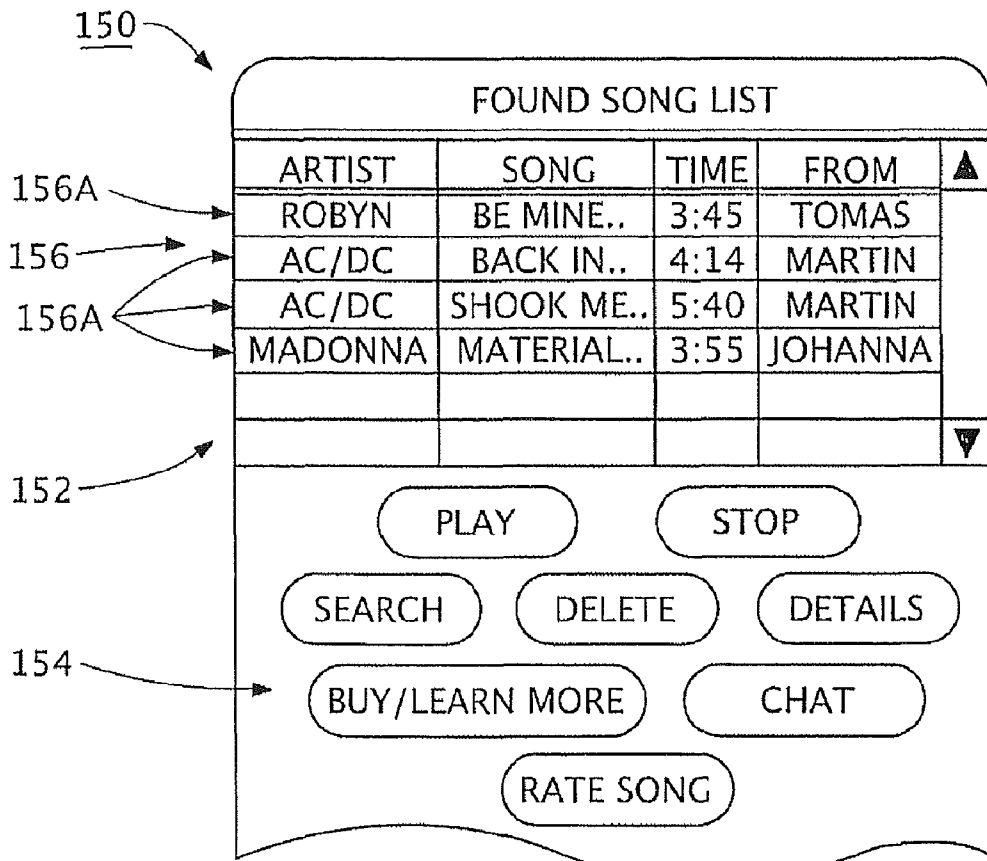 150
FOUND SONG LIST
ARTIST SONG TIME FROM
156A ROBYN BE MINE.. 3:45 TOMAS
156 AC/DC BACK IN.. 4:14 MARTIN
156A AC/DC SHOOK ME.. 5:40 MARTIN
MADONNA MATERIAL.. 3:55 JOHANNA
152
PLAY STOP
SEARCH DELETE DETAILS
154 BUY/LEARN MORE CHAT
RATE SONG